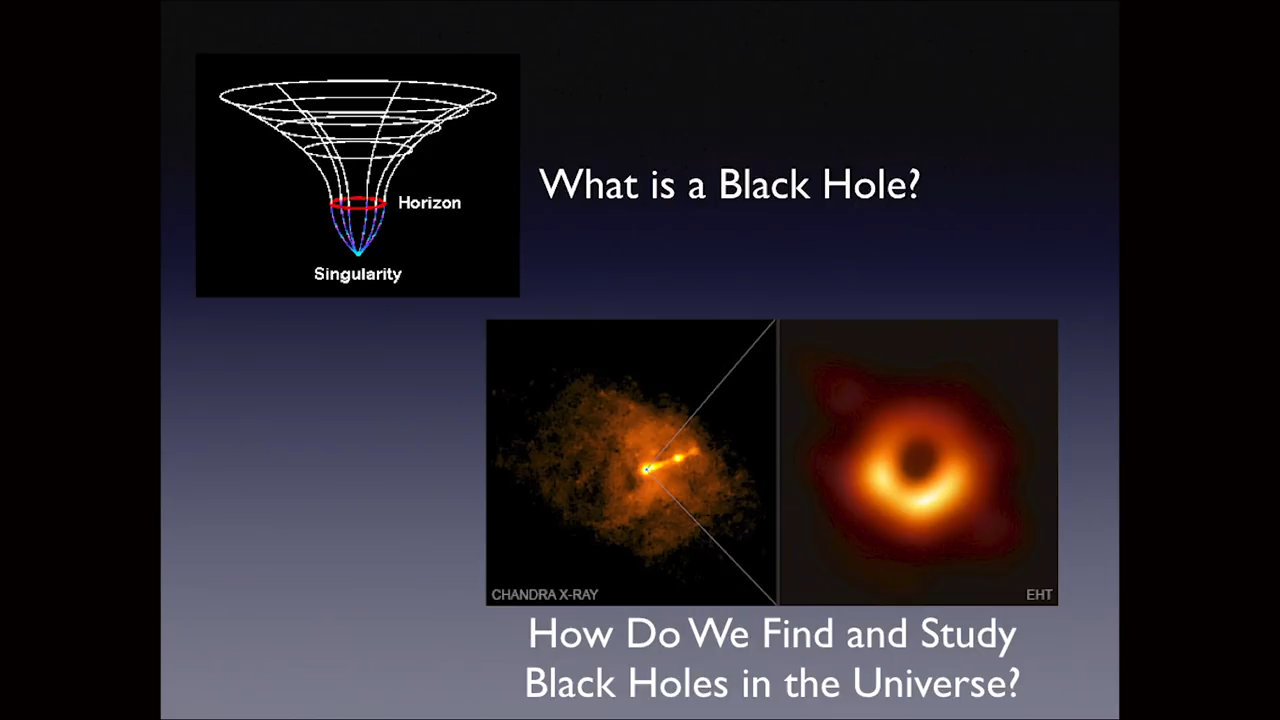 Horizon
Singularity
What is a Black Hole?
CHANDRA X-RAY
EHT
How Do We Find and Study
Black Holes in the Universe?